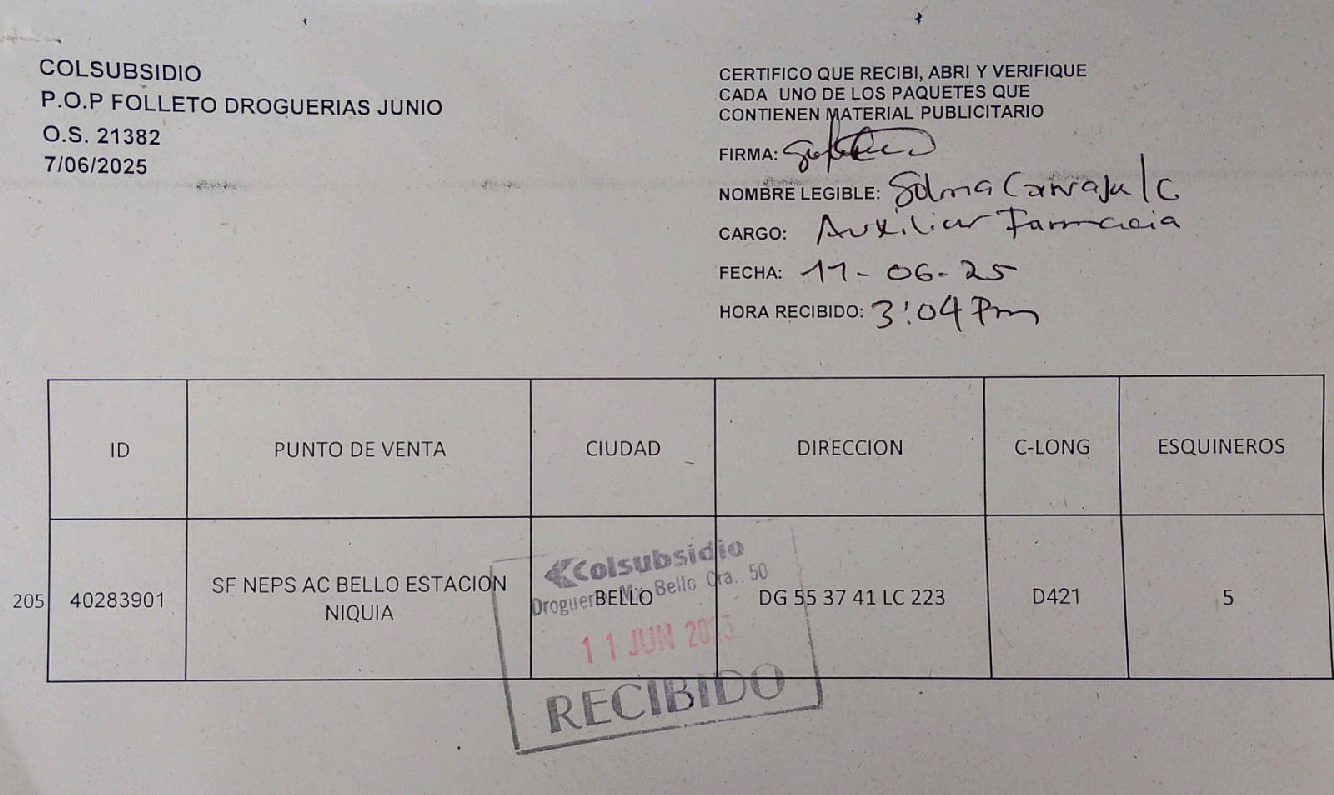 COLSUBSIDIO
P.O.P FOLLETO DROGUERIAS JUNIO
O.S. 21382
7/06/2025
CERTIFICO QUE RECIBI, ABRI Y VERIFIQUE
CADA UNO DE LOS PAQUETES QUE
CONTIENEN MATERIAL PUBLICITARIO
FIRMA:
NOMBRE LEGIBLE: C
CARGO: Auxiliar Farmacia
FECHA: 11-06-25
HORA RECIBIDO: 3:04 Pm
ID PUNTO DE VENTA CIUDAD DIRECCION C-LONG ESQUINEROS
205 40283901 SF NEPS AC BELLO ESTACION NIQUIA BELLO DG 55 37 41 LC 223 D421 5
Colsubsidio
Bello Cra. 50
11 JUN 2025
RECIBIDO